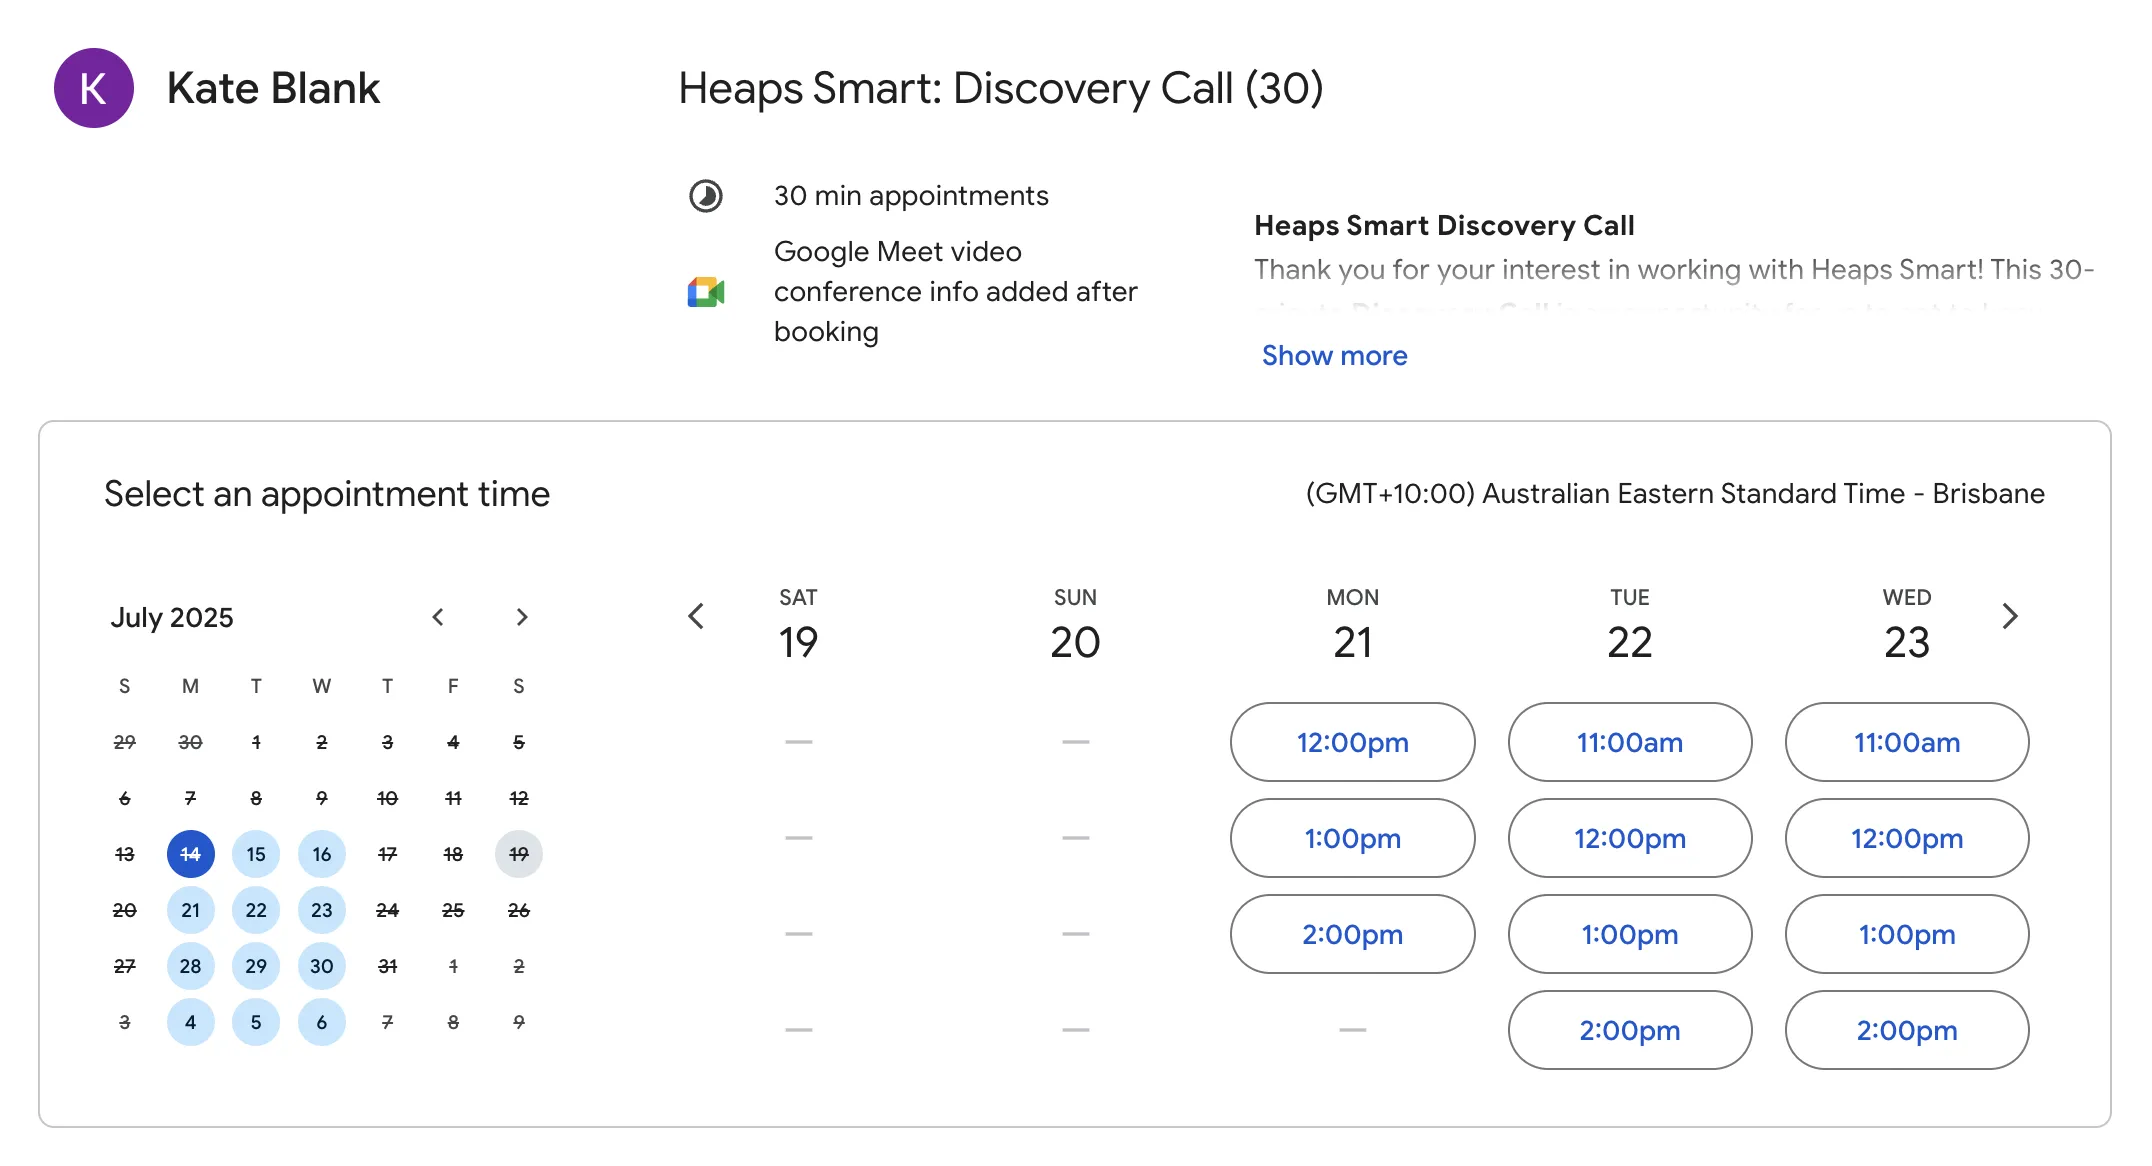 K
Kate Blank
Heaps Smart: Discovery Call (30)
30 min appointments
Google Meet video
conference info added after
booking
Heaps Smart Discovery Call
Thank you for your interest in working with Heaps Smart! This 30-
Show more
Select an appointment time
(GMT+10:00) Australian Eastern Standard Time - Brisbane
July 2025
S M T W T F S
29 30 1 2 3 4 5
6 7 8 9 10 11 12
13 14 15 16 17 18 19
20 21 22 23 24 25 26
27 28 29 30 31 1 2
3 4 5 6 7 8 9
SAT SUN MON TUE WED
19 20 21 22 23
— — 12:00pm 11:00am 11:00am
— — 1:00pm 12:00pm 12:00pm
— — 2:00pm 1:00pm 1:00pm
— — — 2:00pm 2:00pm